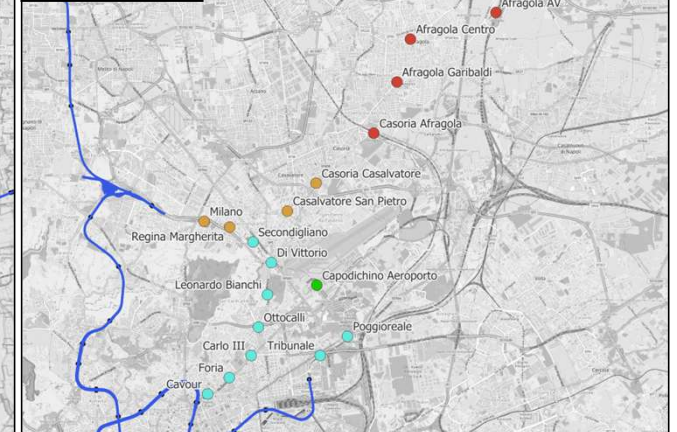 Afragola AV
Afragola Centro
Afragola Garibaldi
Casoria Afragola
Casoria Casalvatore
Casalvatore San Pietro
Milano
Regina Margherita
Secondigliano
Di Vittorio
Capodichino Aeroporto
Leonardo Bianchi
Ottocalli
Poggioreale
Carlo III
Tribunale
Foria
Cavour